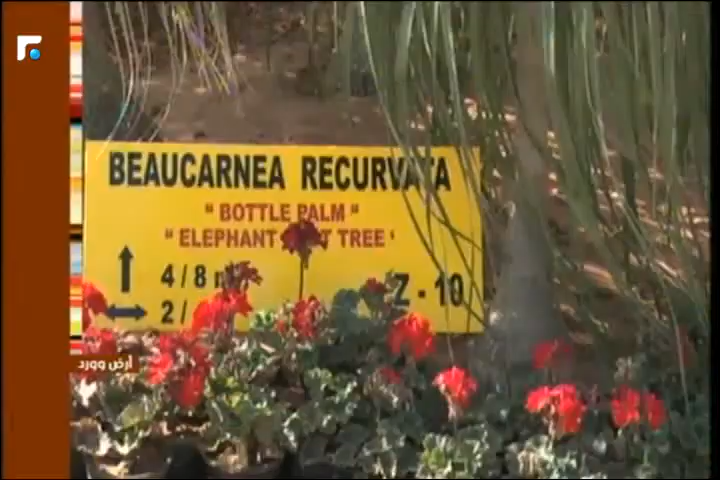 BEAUCARNEA RECURVATA
" BOTTLE PALM "
" ELEPHANT TREE '
4/8
2/
Z - 10
أرض وورد